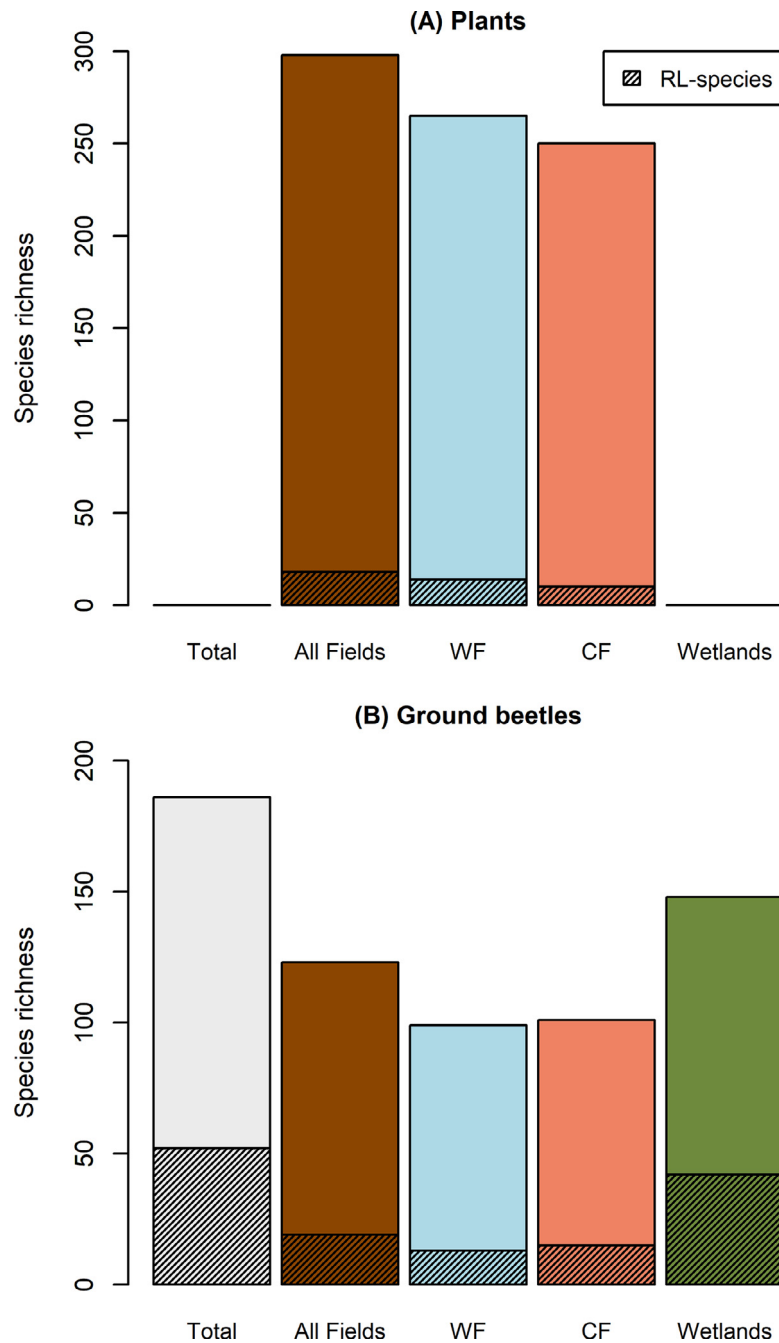 (A) Plants
RL-species
Species richness
300
250
200
150
100
50
0
Total All Fields WF CF Wetlands
(B) Ground beetles
Species richness
200
150
100
50
0
Total All Fields WF CF Wetlands